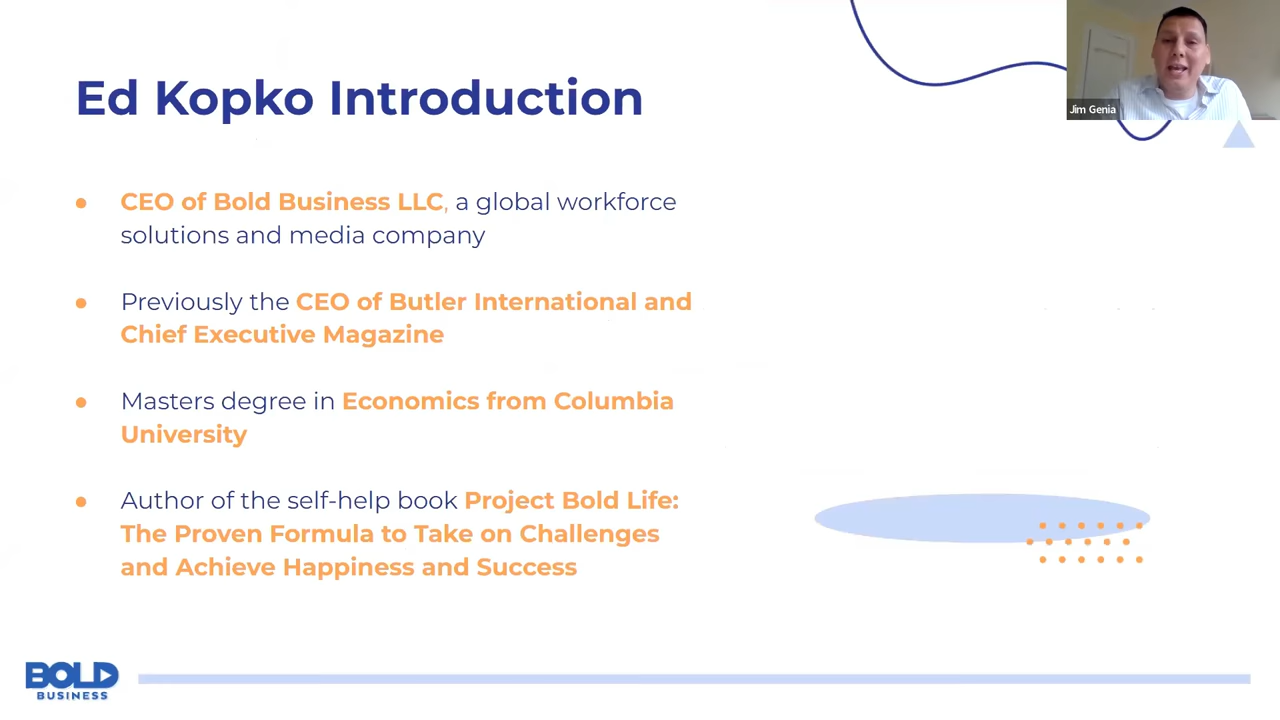 Ed Kopko Introduction
Jim Genia
• CEO of Bold Business LLC, a global workforce
solutions and media company
• Previously the CEO of Butler International and
Chief Executive Magazine
• Masters degree in Economics from Columbia
University
• Author of the self-help book Project Bold Life:
The Proven Formula to Take on Challenges
and Achieve Happiness and Success
BOLD
BUSINESS